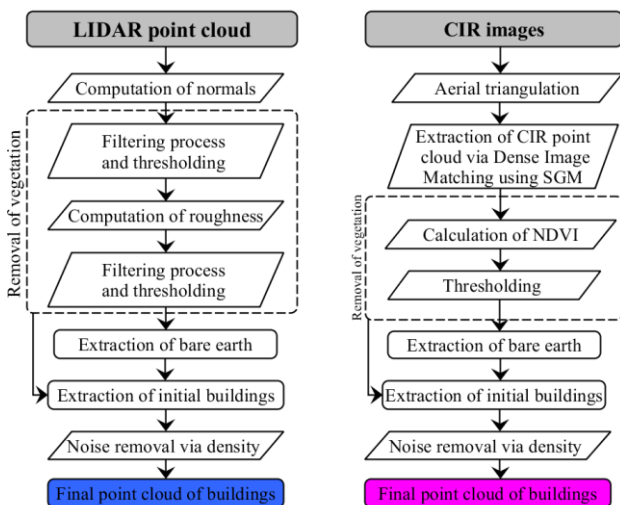 LIDAR point cloud
Computation of normals
Removal of vegetation
Filtering process
and thresholding
Computation of roughness
Filtering process
and thresholding
Extraction of bare earth
Extraction of initial buildings
Noise removal via density
Final point cloud of buildings
CIR images
Aerial triangulation
Extraction of CIR point
cloud via Dense Image
Matching using SGM
Removal of vegetation
Calculation of NDVI
Thresholding
Extraction of bare earth
Extraction of initial buildings
Noise removal via density
Final point cloud of buildings